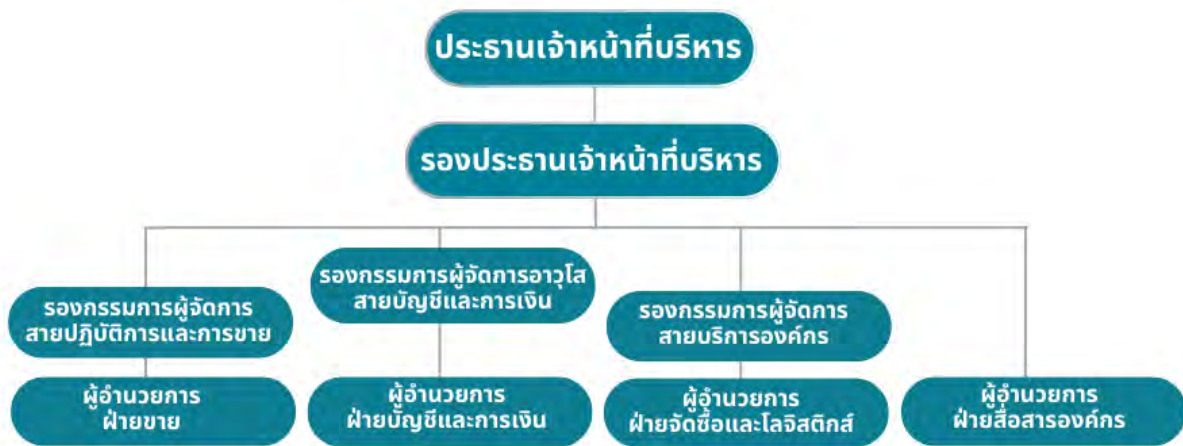 ประธานเจ้าหน้าที่บริหาร
รองประธานเจ้าหน้าที่บริหาร
รองกรรมการผู้จัดการ
สายปฏิบัติการและการขาย
รองกรรมการผู้จัดการอาวุโส
สายบัญชีและการเงิน
รองกรรมการผู้จัดการ
สายบริการองค์กร
ผู้อำนวยการ
ฝ่ายขาย
ผู้อำนวยการ
ฝ่ายบัญชีและการเงิน
ผู้อำนวยการ
ฝ่ายจัดซื้อและโลจิสติกส์
ผู้อำนวยการ
ฝ่ายสื่อสารองค์กร